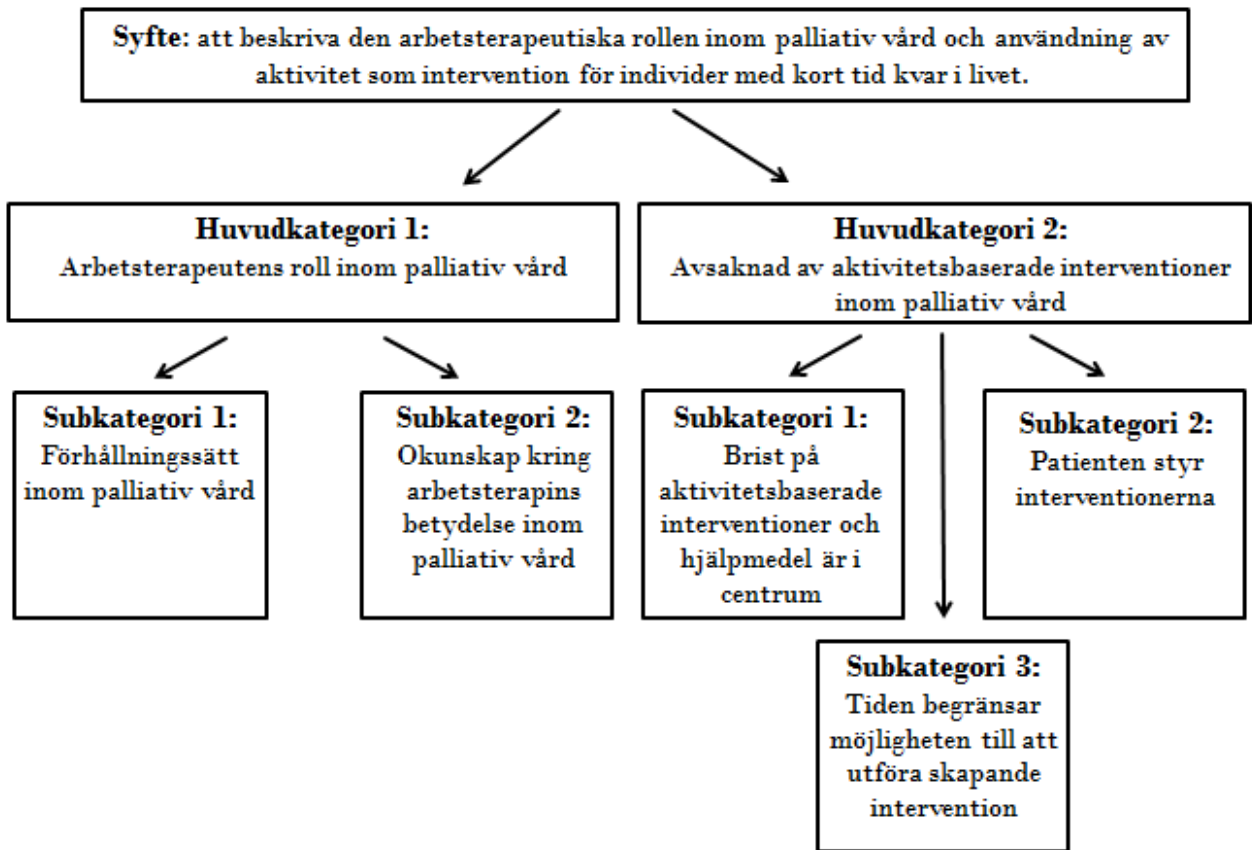 Syfte: att beskriva den arbetsterapeutiska rollen inom palliativ vård och användning av
aktivitet som intervention för individer med kort tid kvar i livet.
Huvudkategori 1:
Arbetsterapeutens roll inom palliativ vård
Huvudkategori 2:
Avsaknad av aktivitetsbaserade interventioner
inom palliativ vård
Subkategori 1:
Förhållningssätt
inom palliativ vård
Subkategori 2:
Okunskap kring
arbetsterapins
betydelse inom
palliativ vård
Subkategori 1:
Brist på
aktivitetsbaserade
interventioner och
hjälpmedel är i
centrum
Subkategori 2:
Patienten styr
interventionerna
Subkategori 3:
Tiden begränsar
möjligheten till att
utföra skapande
intervention